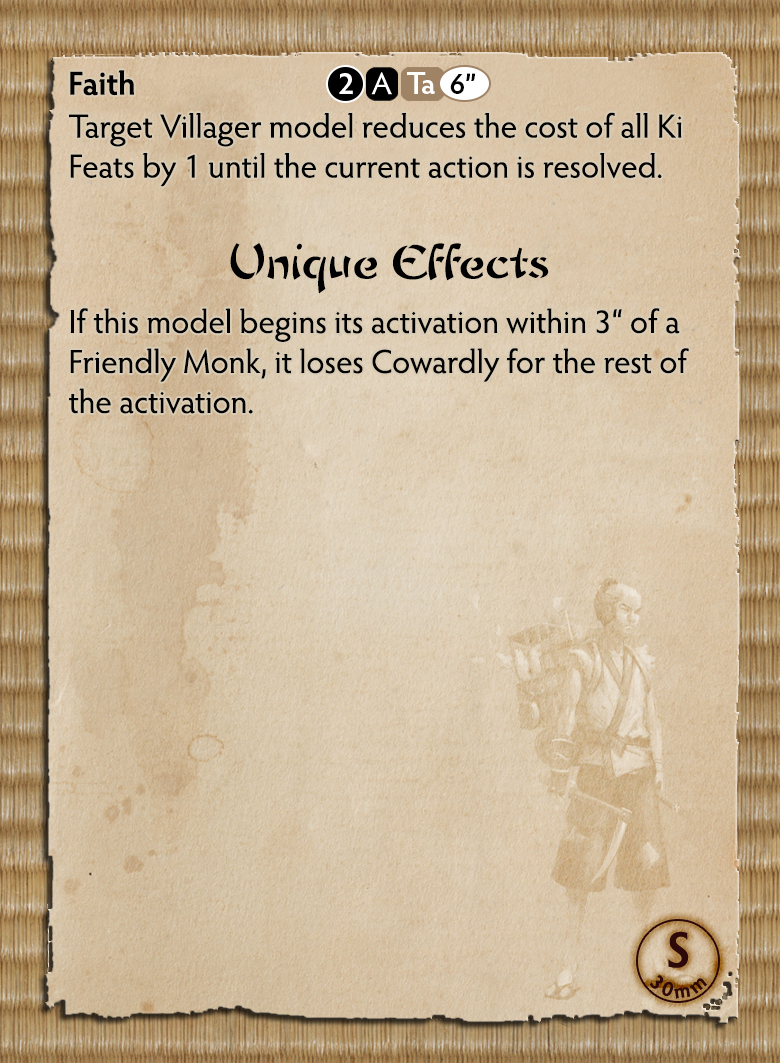 Faith 2 A Ta 6”
Target Villager model reduces the cost of all Ki
Feats by 1 until the current action is resolved.
Unique Effects
If this model begins its activation within 3“ of a
Friendly Monk, it loses Cowardly for the rest of
the activation.
S
30mm